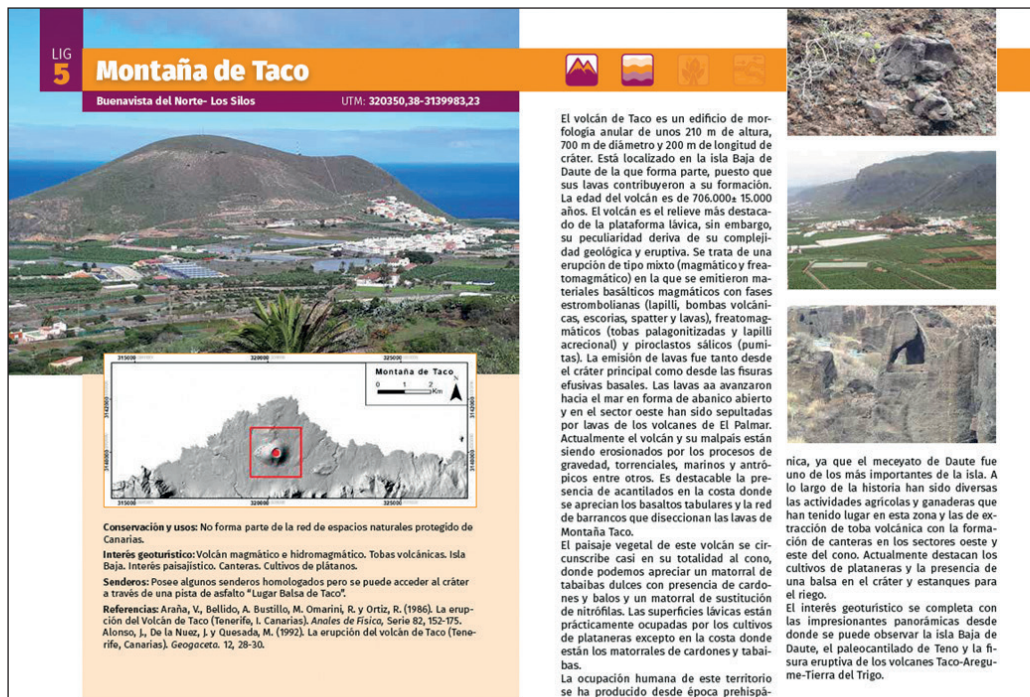 LIG
5
Montaña de Taco
Buenavista del Norte- Los Silos
UTM: 320350,38-3139983,23
315000
320000
325000
Montaña de Taco
0 1 2
Km
N
3142000
3142000
3140000
3140000
315000
320000
325000
Conservación y usos: No forma parte de la red de espacios naturales protegido de
Canarias.
Interés geoturístico: Volcán magmático e hidromagmático. Tobas volcánicas. Isla
Baja. Interés paisajístico. Canteras. Cultivos de plátanos.
Senderos: Posee algunos senderos homologados pero se puede acceder al cráter
a través de una pista de asfalto “Lugar Balsa de Taco”.
Referencias: Araña, V., Bellido, A. Bustillo, M. Omarini, R. y Ortiz, R. (1986). La erup-
ción del Volcán de Taco (Tenerife, I. Canarias). Anales de Física, Serie 82, 152-175.
Alonso, J., De la Nuez, J. y Quesada, M. (1992). La erupción del volcán de Taco (Tene-
rife, Canarias). Geogaceta. 12, 28-30.
El volcán de Taco es un edificio de mor-
fología anular de unos 210 m de altura,
700 m de diámetro y 200 m de longitud de
cráter. Está localizado en la isla Baja de
Daute de la que forma parte, puesto que
sus lavas contribuyeron a su formación.
La edad del volcán es de 706.000± 15.000
años. El volcán es el relieve más destaca-
do de la plataforma lávica, sin embargo,
su peculiaridad deriva de su compleji-
dad geológica y eruptiva. Se trata de una
erupción de tipo mixto (magmático y frea-
tomagmático) en la que se emitieron ma-
teriales basálticos magmáticos con fases
estrombolianas (lapilli, bombas volcáni-
cas, escorias, spatter y lavas), freatomag-
máticos (tobas palagonitizadas y lapilli
acrecional) y piroclastos sálicos (pumi-
tas). La emisión de lavas fue tanto desde
el cráter principal como desde las fisuras
efusivas basales. Las lavas aa avanzaron
hacia el mar en forma de abanico abierto
y en el sector oeste han sido sepultadas
por lavas de los volcanes de El Palmar.
Actualmente el volcán y su malpaís están
siendo erosionados por los procesos de
gravedad, torrenciales, marinos y antró-
picos entre otros. Es destacable la pre-
sencia de acantilados en la costa donde
se aprecian los basaltos tabulares y la red
de barrancos que diseccionan las lavas de
Montaña Taco.
El paisaje vegetal de este volcán se cir-
cunscribe casi en su totalidad al cono,
donde podemos apreciar un matorral de
tabaibas dulces con presencia de cardo-
nes y balos y un matorral de sustitución
de nitrófilas. Las superficies lávicas están
prácticamente ocupadas por los cultivos
de plataneras excepto en la costa donde
están los matorrales de cardones y tabai-
bas.
La ocupación humana de este territorio
se ha producido desde época prehispá-
nica, ya que el menceyato de Daute fue
uno de los más importantes de la isla. A
lo largo de la historia han sido diversas
las actividades agrícolas y ganaderas que
han tenido lugar en esta zona y las de ex-
tracción de toba volcánica con la forma-
ción de canteras en los sectores oeste y
este del cono. Actualmente destacan los
cultivos de plataneras y la presencia de
una balsa en el cráter y estanques para
el riego.
El interés geoturístico se completa con
las impresionantes panorámicas desde
donde se puede observar la isla Baja de
Daute, el paleocantilado de Teno y la fi-
sura eruptiva de los volcanes Taco-Aregu-
me-Tierra del Trigo.